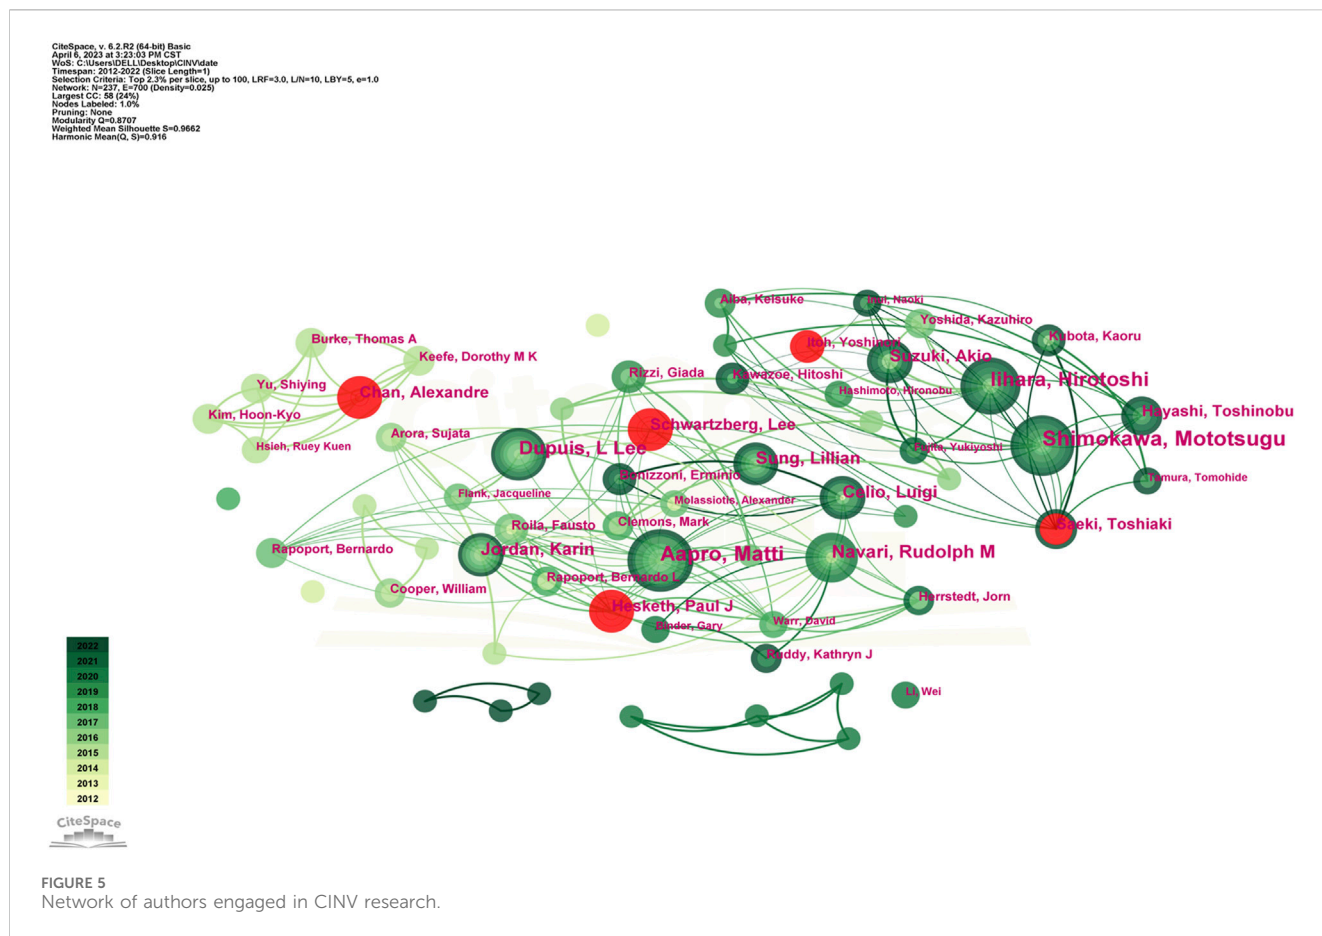 CiteSpace, v. 6.2.R2 (64-bit) Basic
April 6, 2023 at 3:23:03 PM CST
WoS: C:\Users\DELL\Desktop\CINV\date
Timespan: 2012-2022 (Slice Length=1)
Selection Criteria: Top 2.3% per slice, up to 100, LRF=3.0, L/N=10, LBY=5, e=1.0
Network: N=237, E=700 (Density=0.025)
Largest CC: 58 (24%)
Nodes Labeled: 1.0%
Pruning: None
Modularity Q=0.8707
Weighted Mean Silhouette S=0.9662
Harmonic Mean(Q, S)=0.916
Aiba, Keisuke
Inui, Naoki
Yoshida, Kazuhiro
Burke, Thomas A
Kubota, Kaoru
Itoh, Yoshinori
Keefe, Dorothy M K
Suzuki, Akio
Rizzi, Giada
Kawazoe, Hitoshi
Iihara, Hirotoshi
Yu, Shiying
Chan, Alexandre
Hashimoto, Hironobu
Kim, Hoon-Kyo
Hayashi, Toshinobu
Schwartzberg, Lee
Arora, Sujata
Shimokawa, Mototsugu
Hsieh, Ruey Kuen
Dupuis, L Lee
Fujita, Yukiyoshi
Sung, Lillian
Bonizzoni, Erminio
Tamura, Tomohide
Flank, Jacqueline
Celio, Luigi
Molassiotis, Alexander
Roila, Fausto
Clemons, Mark
Saeki, Toshiaki
Rapoport, Bernardo
Jordan, Karin
Aapro, Matti
Navari, Rudolph M
Rapoport, Bernardo L
Cooper, William
Herrstedt, Jorn
Hesketh, Paul J
Binder, Gary
Warr, David
Ruddy, Kathryn J
Li, Wei
2022
2021
2020
2019
2018
2017
2016
2015
2014
2013
2012
CiteSpace
FIGURE 5
Network of authors engaged in CINV research.